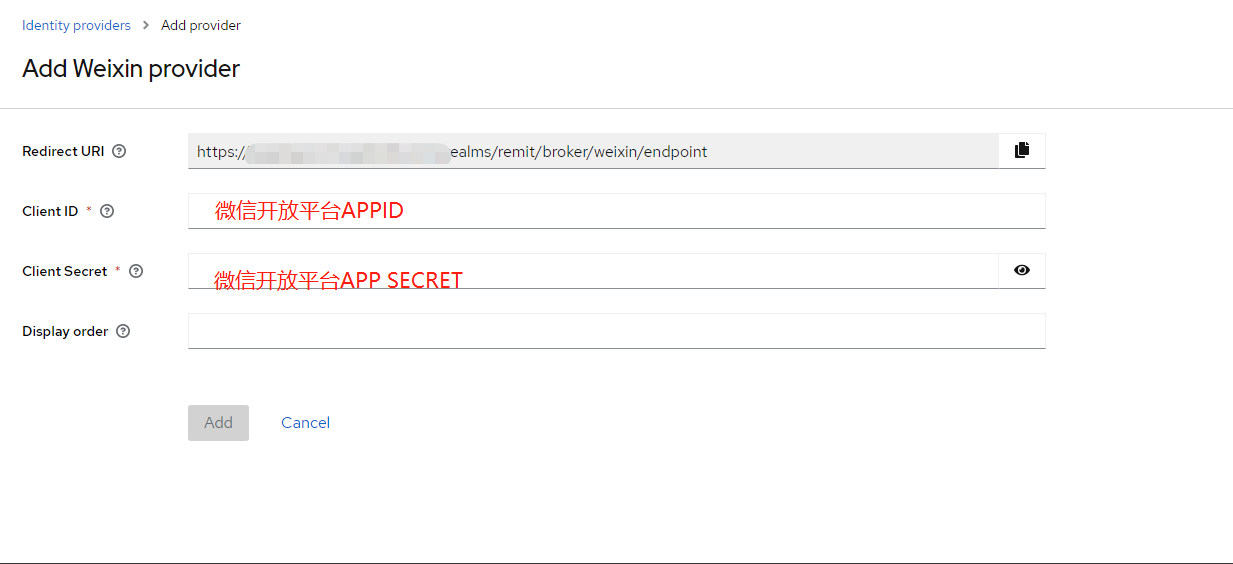 Identity providers > Add provider
Add Weixin provider
Redirect URI
https:/ ealms/remit/broker/weixin/endpoint
Client ID *
微信开放平台APPID
Client Secret *
微信开放平台APP SECRET
Display order
Add Cancel